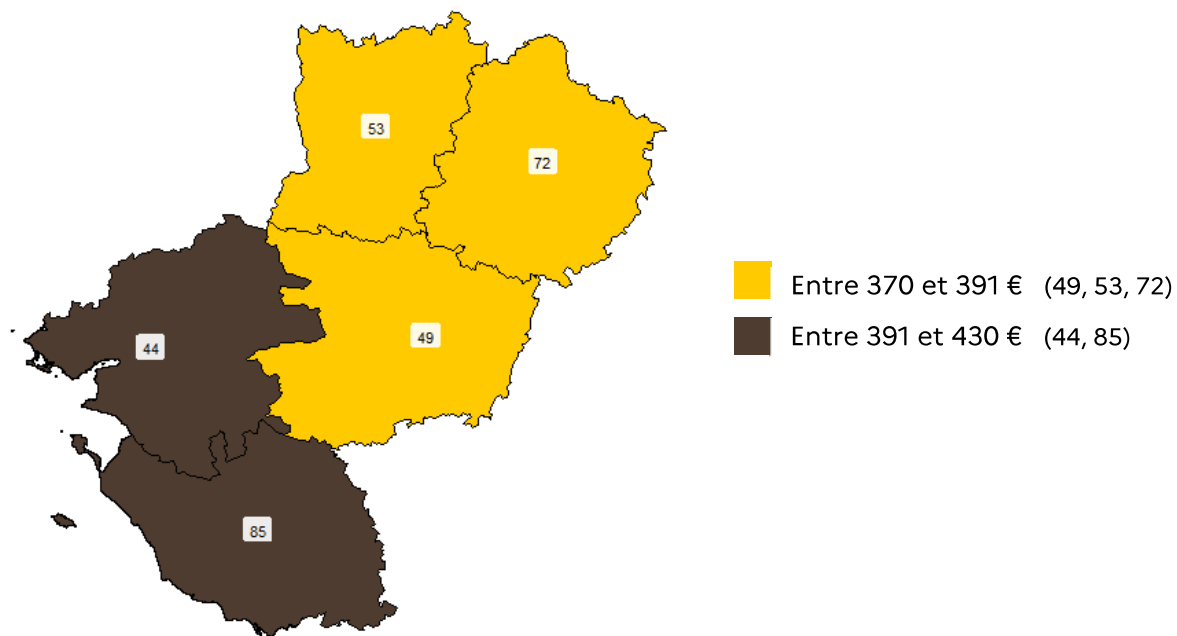 53
72
Entre 370 et 391 € (49, 53, 72)
49
Entre 391 et 430 € (44, 85)
44
85